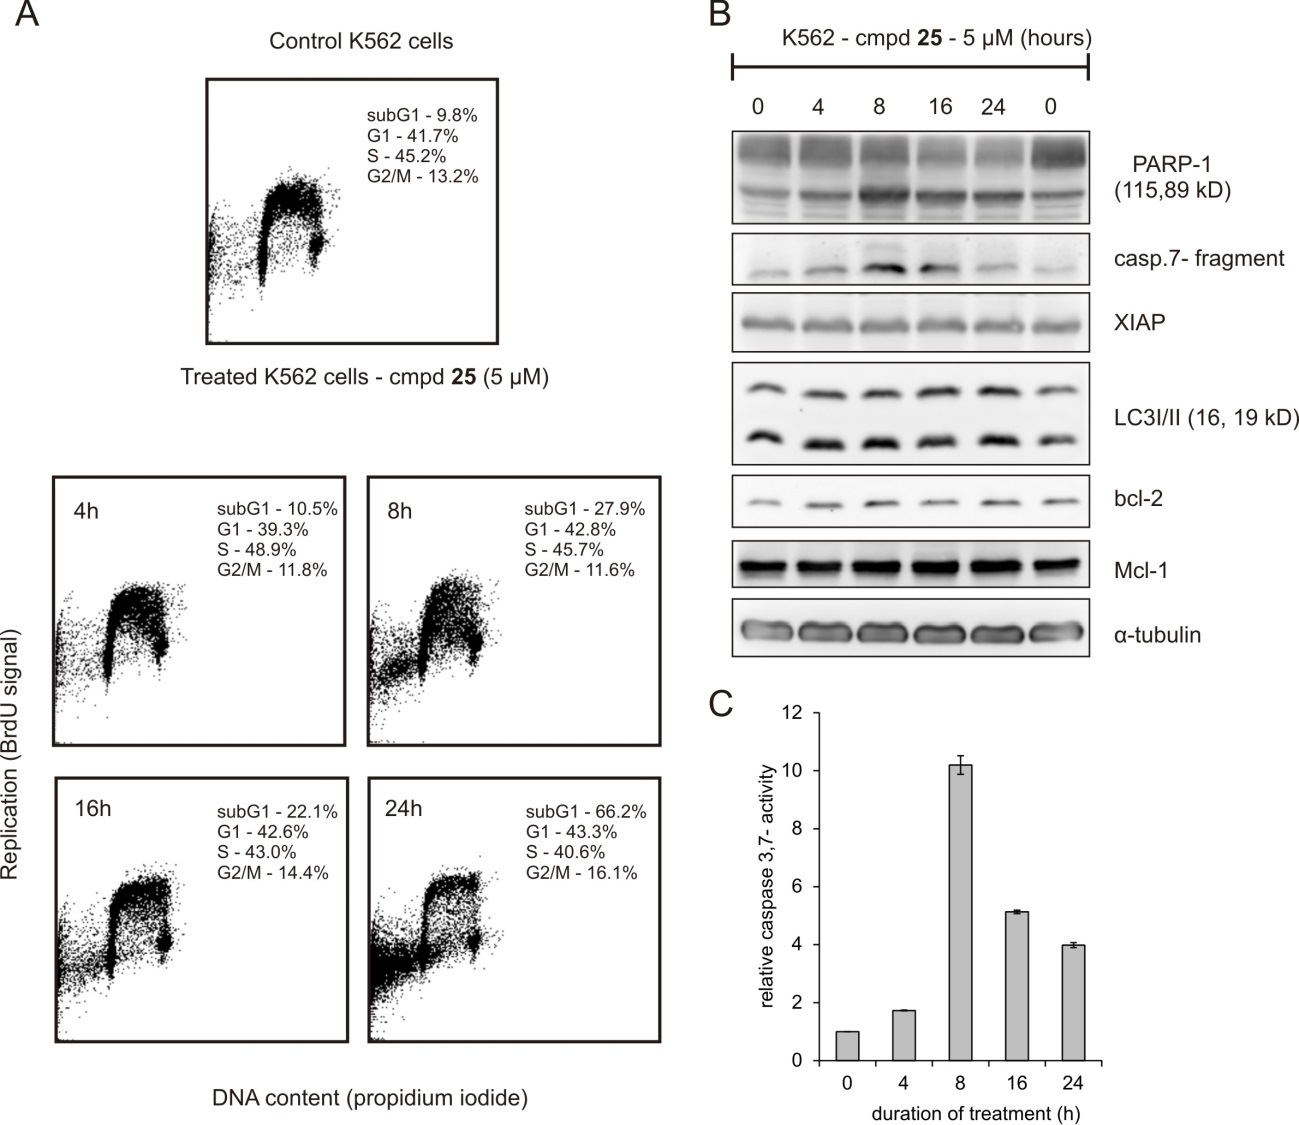 A
Control K562 cells
subG1 - 9.8%
G1 - 41.7%
S - 45.2%
G2/M - 13.2%
Treated K562 cells - cmpd 25 (5 µM)
4h
subG1 - 10.5%
G1 - 39.3%
S - 48.9%
G2/M - 11.8%
8h
subG1 - 27.9%
G1 - 42.8%
S - 45.7%
G2/M - 11.6%
16h
subG1 - 22.1%
G1 - 42.6%
S - 43.0%
G2/M - 14.4%
24h
subG1 - 66.2%
G1 - 43.3%
S - 40.6%
G2/M - 16.1%
Replication (BrdU signal)
DNA content (propidium iodide)
B
K562 - cmpd 25 - 5 µM (hours)
0 4 8 16 24 0
PARP-1
(115,89 kD)
casp.7- fragment
XIAP
LC3I/II (16, 19 kD)
bcl-2
Mcl-1
α-tubulin
C
relative caspase 3,7- activity
12
10
8
6
4
2
0
0 4 8 16 24
duration of treatment (h)